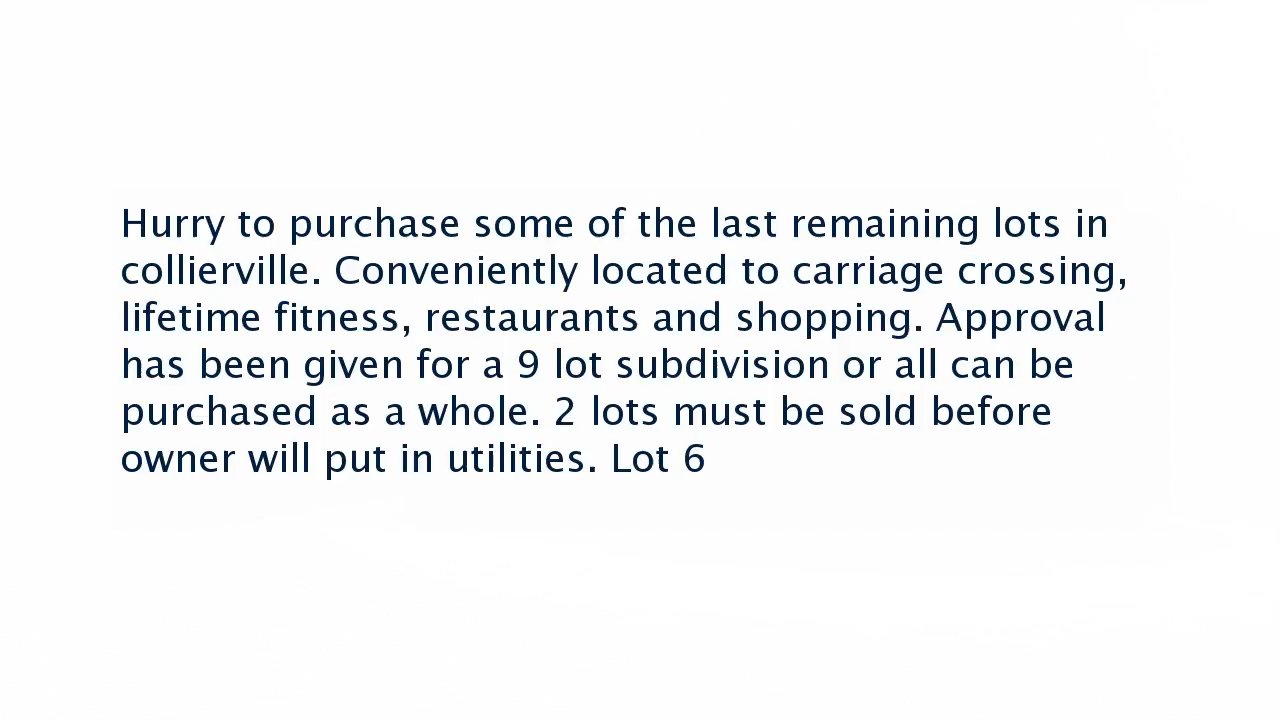 Hurry to purchase some of the last remaining lots in
collierville. Conveniently located to carriage crossing,
lifetime fitness, restaurants and shopping. Approval
has been given for a 9 lot subdivision or all can be
purchased as a whole. 2 lots must be sold before
owner will put in utilities. Lot 6